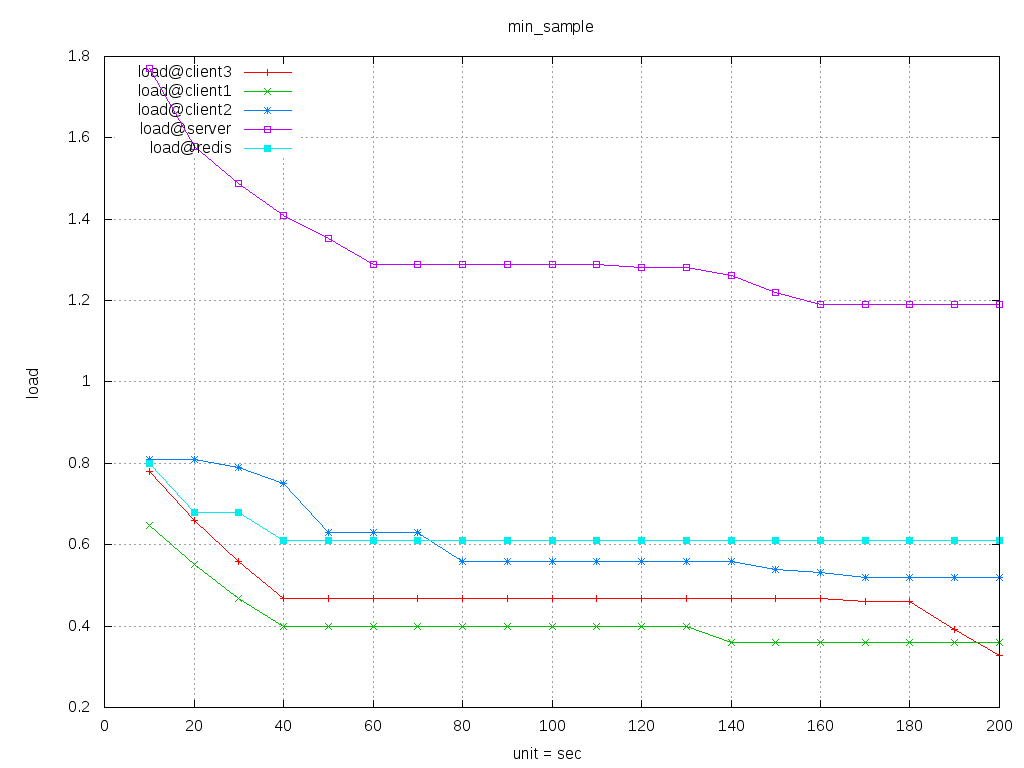 min_sample
1.8
1.6
1.4
1.2
1
0.8
0.6
0.4
0.2
load
load@client3
load@client1
load@client2
load@server
load@redis
0 20 40 60 80 100 120 140 160 180 200
unit = sec